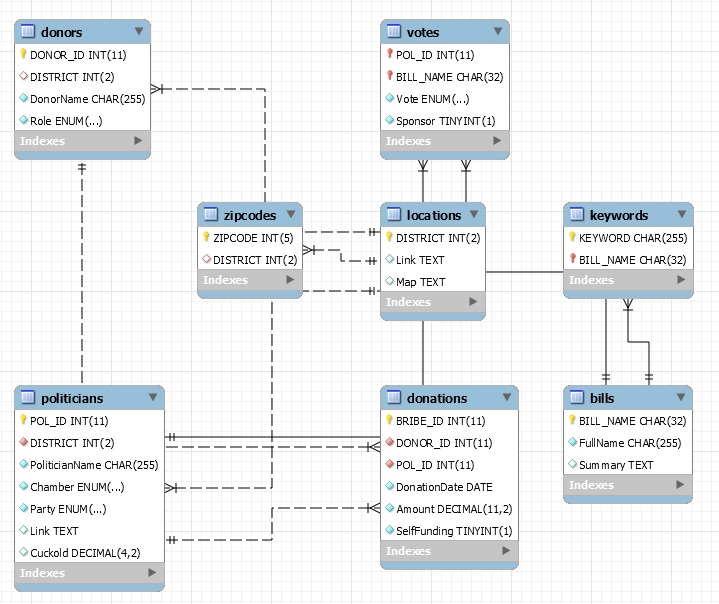 donors
DONOR_ID INT(11)
DISTRICT INT(2)
DonorName CHAR(255)
Role ENUM(...)
Indexes
votes
POL_ID INT(11)
BILL_NAME CHAR(32)
Vote ENUM(...)
Sponsor TINYINT(1)
Indexes
zipcodes
ZIPCODE INT(5)
DISTRICT INT(2)
Indexes
locations
DISTRICT INT(2)
Link TEXT
Map TEXT
Indexes
keywords
KEYWORD CHAR(255)
BILL_NAME CHAR(32)
Indexes
politicians
POL_ID INT(11)
DISTRICT INT(2)
PoliticianName CHAR(255)
Chamber ENUM(...)
Party ENUM(...)
Link TEXT
Cuckold DECIMAL(4,2)
Indexes
donations
BRIBE_ID INT(11)
DONOR_ID INT(11)
POL_ID INT(11)
DonationDate DATE
Amount DECIMAL(11,2)
SelfFunding TINYINT(1)
Indexes
bills
BILL_NAME CHAR(32)
FullName CHAR(255)
Summary TEXT
Indexes